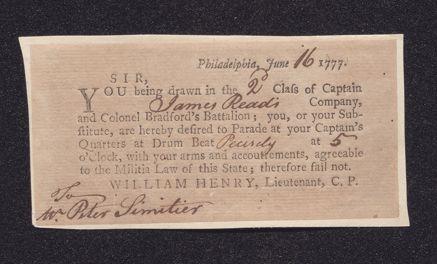 Philadelphia, June 16 1777.
SIR,
YOU being drawn in the 2d Claſs of Captain
James Read's Company,
and Colonel Bradford's Battalion; you, or your Sub-
ſtitute, are hereby deſired to Parade at your Captain's
Quarters at Drum Beat at 5
o'Clock, with your arms and accoutrements, agreeable
to the Militia Law of this State; therefore fail not.
WILLIAM HENRY, Lieutenant, C. P.
To
Mr. Peter Simitier